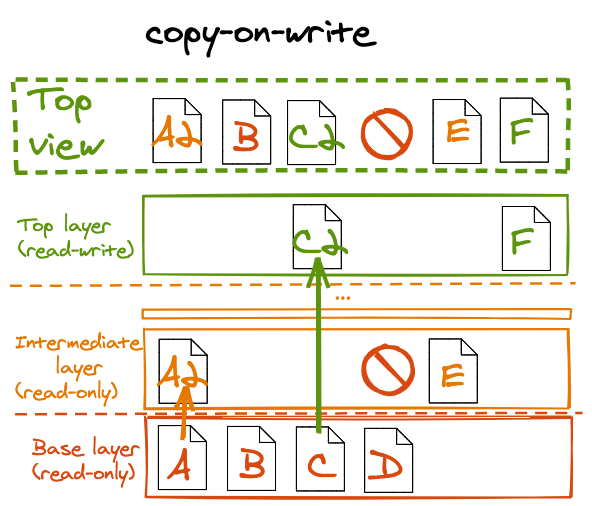 copy-on-write
Top
view
A2 B C2 E F
Top layer
(read-write)
C2 F
...
Intermediate
layer
(read-only)
A2 E
Base layer
(read-only)
A B C D